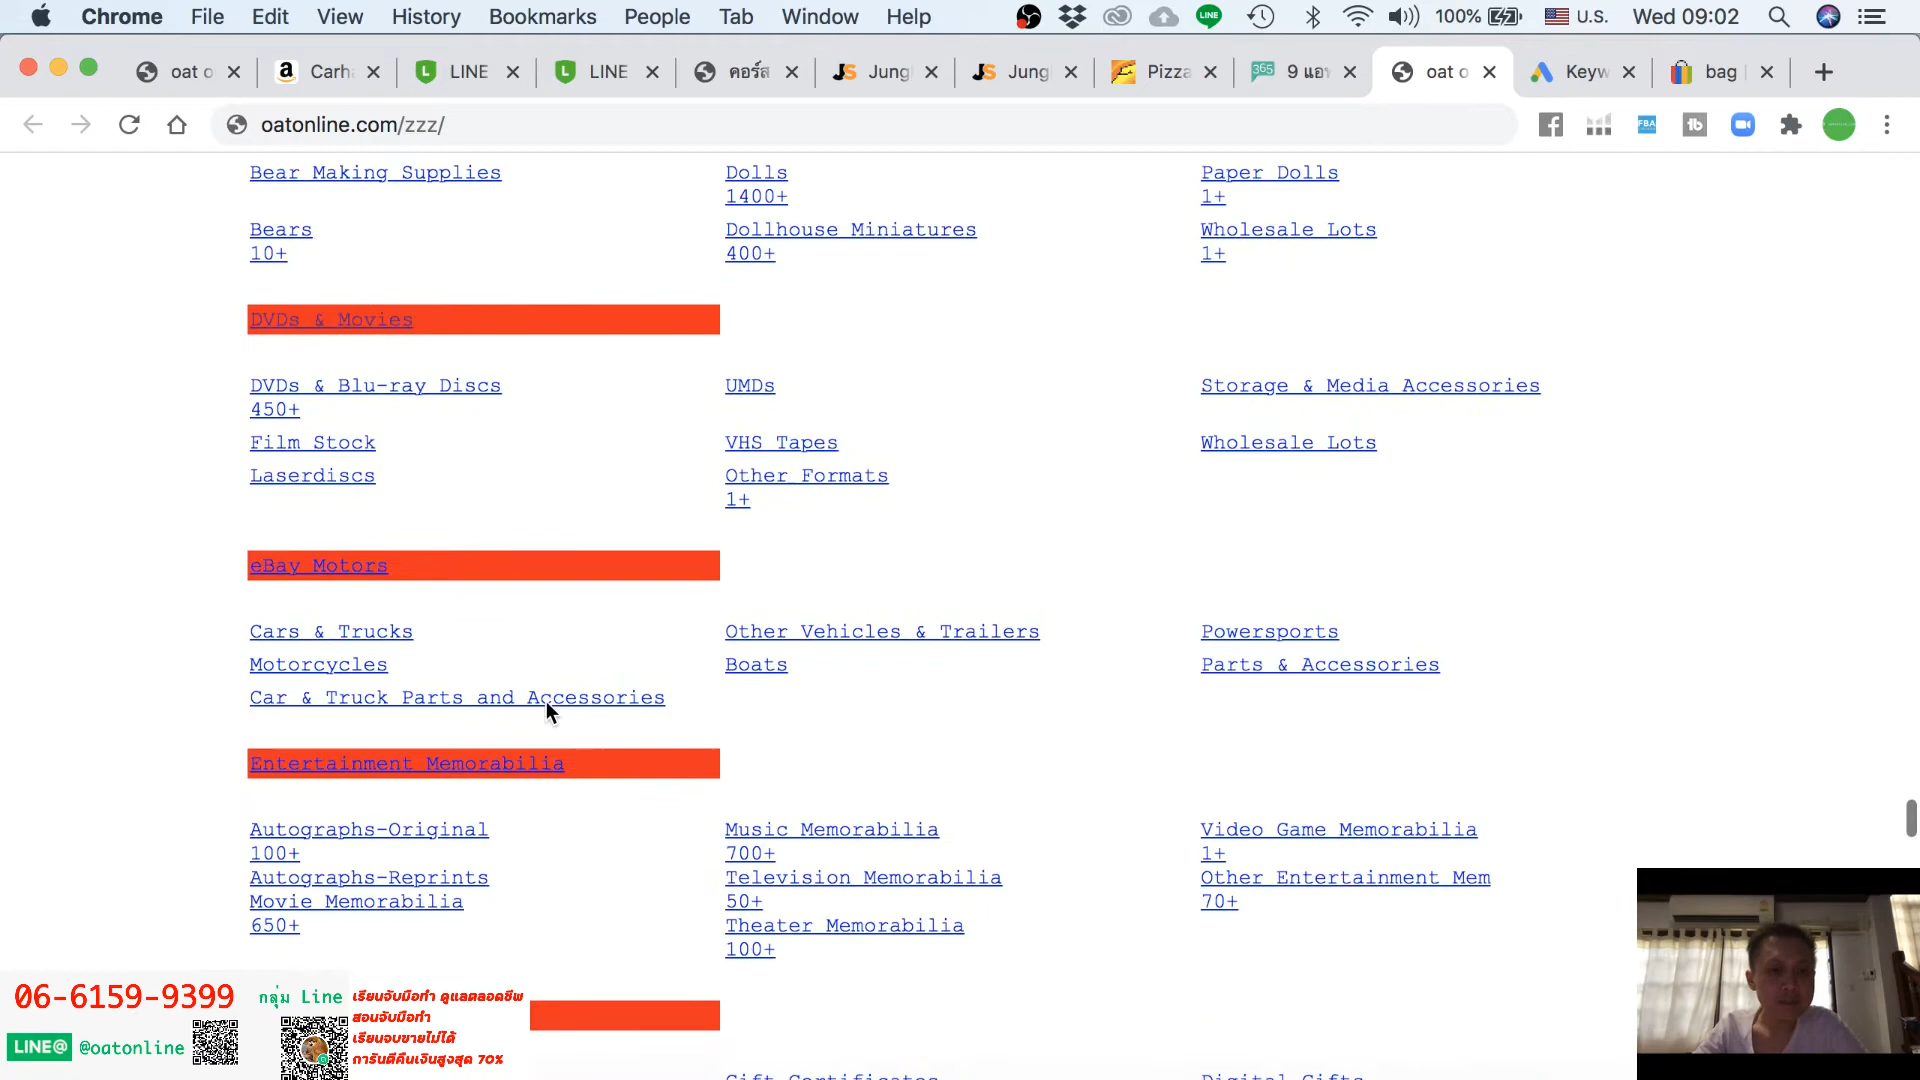 Chrome File Edit View History Bookmarks People Tab Window Help LINE 100% U.S. Wed 09:02
oat o Carha LINE LINE คอร์ส JS Jung JS Jung Pizza 365 9 แอพ oat o Keyw bag
oatonline.com/zzz/ FBA tb
Bear Making Supplies Dolls Paper Dolls
1400+ 1+
Bears Dollhouse Miniatures Wholesale Lots
10+ 400+ 1+
DVDs & Movies
DVDs & Blu-ray Discs UMDs Storage & Media Accessories
450+
Film Stock VHS Tapes Wholesale Lots
Laserdiscs Other Formats
1+
eBay Motors
Cars & Trucks Other Vehicles & Trailers Powersports
Motorcycles Boats Parts & Accessories
Car & Truck Parts and Accessories
Entertainment Memorabilia
Autographs-Original Music Memorabilia Video Game Memorabilia
100+ 700+ 1+
Autographs-Reprints Television Memorabilia Other Entertainment Mem
Movie Memorabilia 50+ 70+
650+ Theater Memorabilia
100+
06-6159-9399 กลุ่ม Line เรียนจับมือทำ ดูแลตลอดชีพ
สอนจับมือทำ
LINE@ @oatonline เรียนจบขายไม่ได้
การันตีคืนเงินสูงสุด 70%
Gift Certificates Digital Gifts